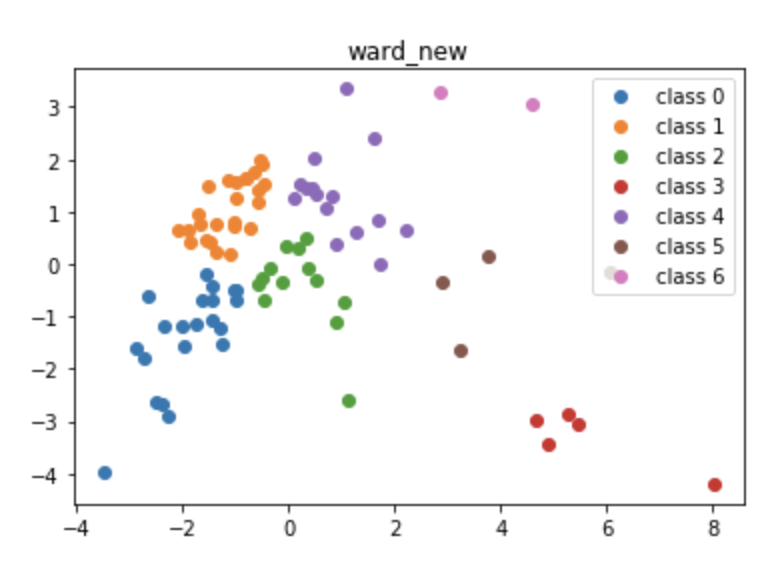 ward_new
class 0
class 1
class 2
class 3
class 4
class 5
class 6
3
2
1
0
−1
−2
−3
−4
−4 −2 0 2 4 6 8